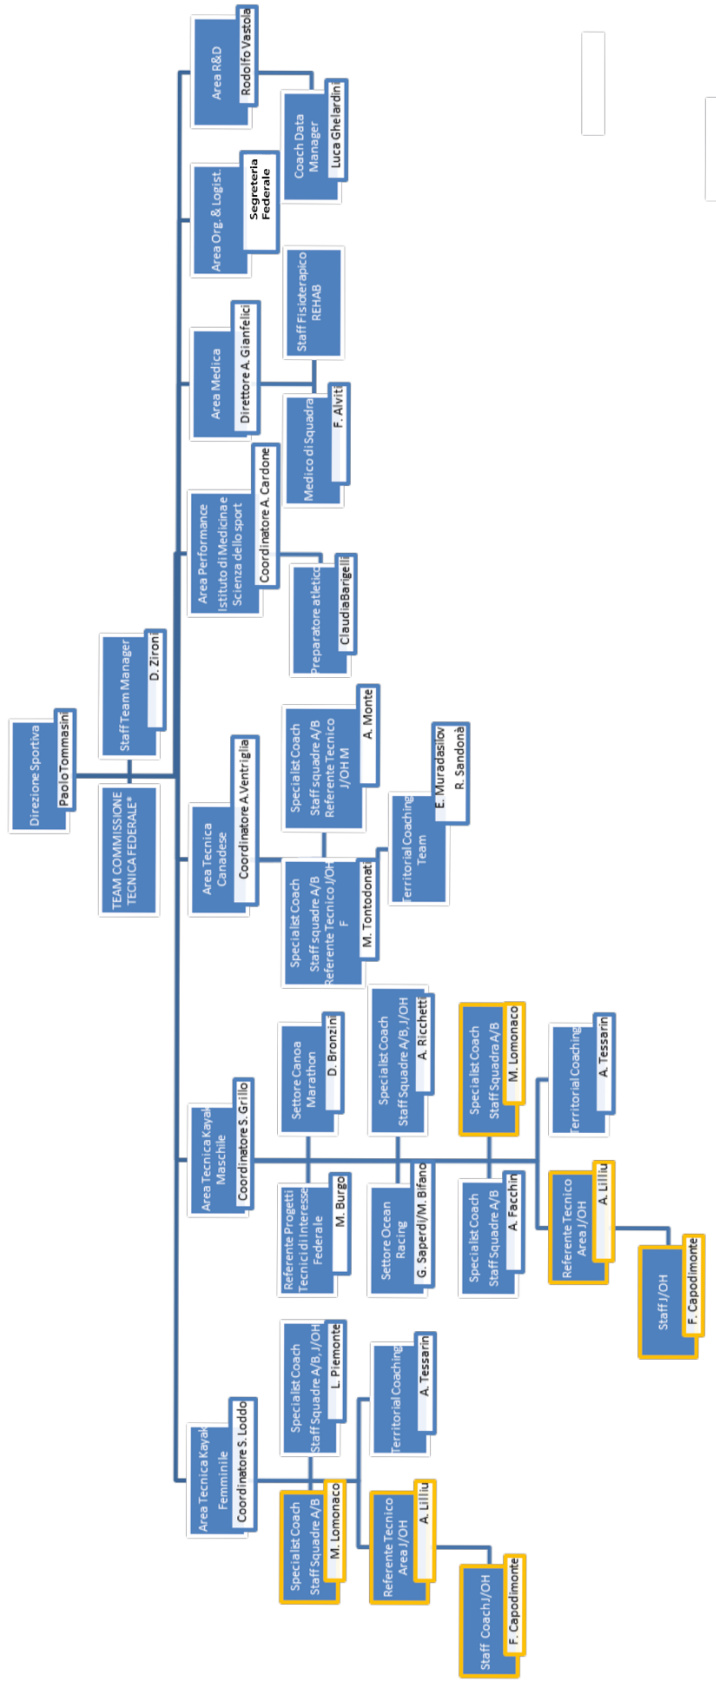 Direzione Sportiva
Paolo Tommasini
TEAM COMMISSIONE
TECNICA FEDERALE*
Staff Team Manager
D. Zironi
Area Tecnica Kayak
Femminile
Coordinatore S. Loddo
Specialist Coach
Staff Squadre A/B
M. Lomonaco
Specialist Coach
Staff Squadre A/B, J/OH
L. Piemonte
Referente Tecnico
Area J/OH
A. Lilliu
Territorial Coaching
A. Tessarin
Staff Coach J/OH
F. Capodimonte
Area Tecnica Kayak
Maschile
Coordinatore S. Grillo
Referente Progetti
Tecnici di Interesse
Federale
M. Burgo
Settore Canoa
Marathon
D. Bronzini
Settore Ocean
Racing
G. Saperdi/M. Bifano
Specialist Coach
Staff Squadre A/B, J/OH
A. Ricchetti
Specialist Coach
Staff Squadre A/B
A. Facchin
Specialist Coach
Staff Squadra A/B
M. Lomonaco
Referente Tecnico
Area J/OH
A. Lilliu
Territorial Coaching
A. Tessarin
Staff J/OH
F. Capodimonte
Area Tecnica
Canadese
Coordinatore A.Ventriglia
Specialist Coach
Staff squadre A/B
Referente Tecnico J/OH
F
M. Tontodonati
Specialist Coach
Staff squadre A/B
Referente Tecnico
J/OH M
A. Monte
Territorial Coaching
Team
E. Muradasilov
R. Sandonà
Area Performance
Istituto di Medicina e
Scienza dello sport
Coordinatore A. Cardone
Preparatore atletico
Claudia Barigelli
Area Medica
Direttore A. Gianfelici
Medico di Squadra
F. Alviti
Staff Fisioterapico
REHAB
Area Org. & Logist.
Segreteria
Federale
Area R&D
Rodolfo Vastola
Coach Data
Manager
Luca Ghelardini